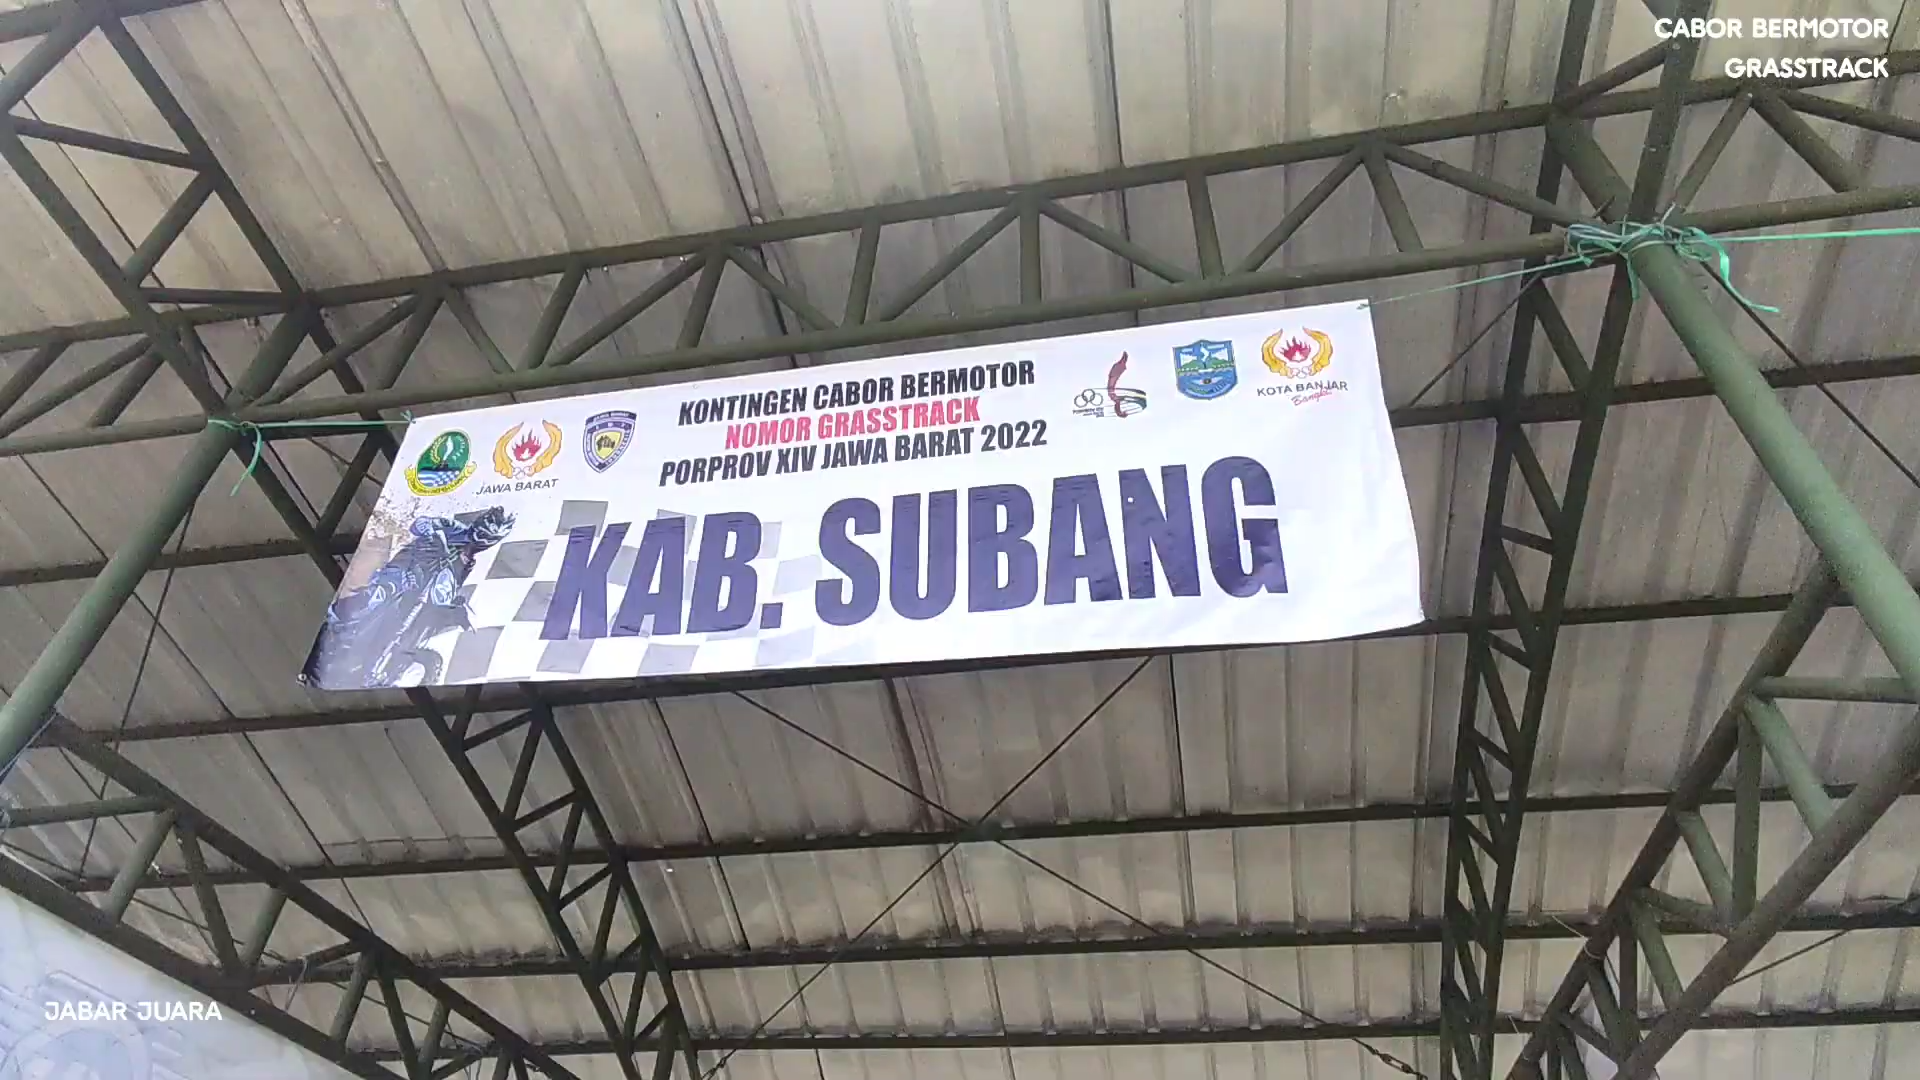 CABOR BERMOTOR
GRASSTRACK
KONTINGEN CABOR BERMOTOR
NOMOR GRASSTRACK
PORPROV XIV JAWA BARAT 2022
JAWA BARAT
KOTA BANJAR
Bangkit
KAB. SUBANG
JABAR JUARA